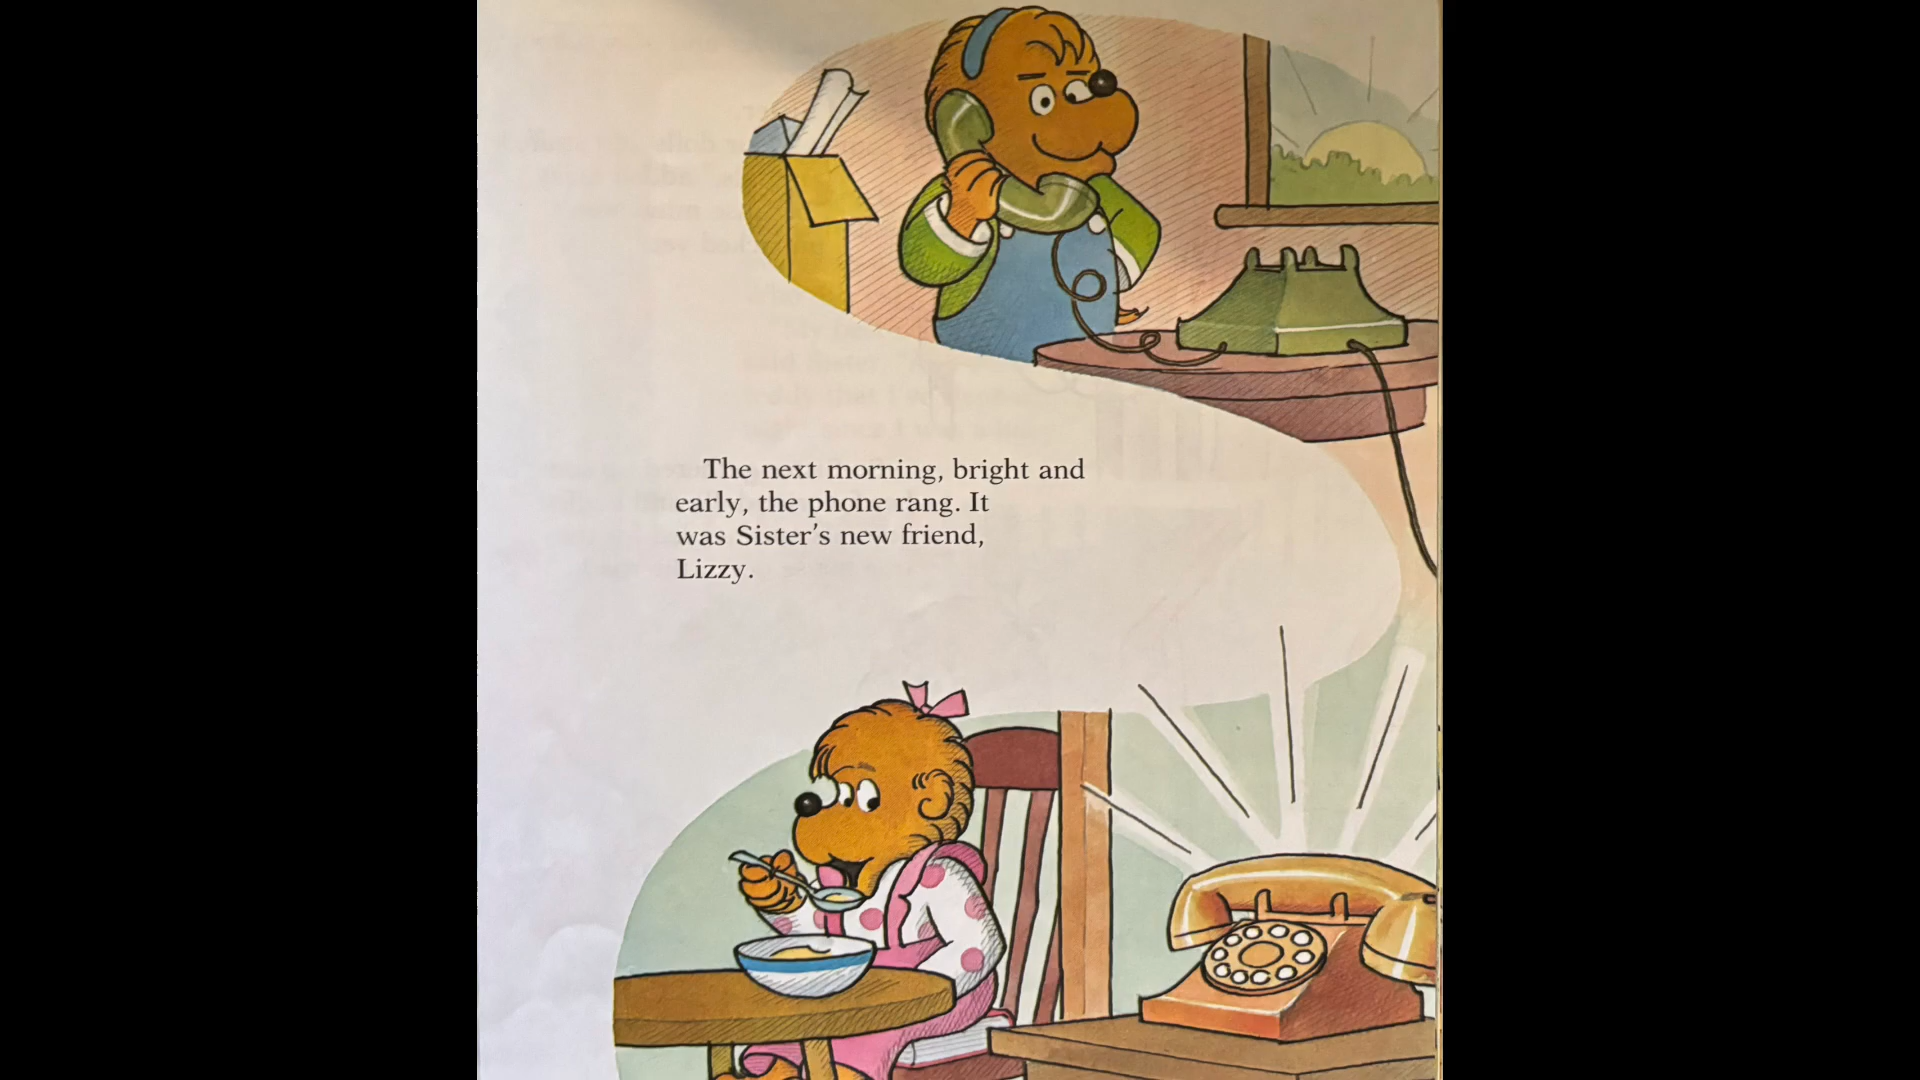 The next morning, bright and
early, the phone rang. It
was Sister's new friend,
Lizzy.